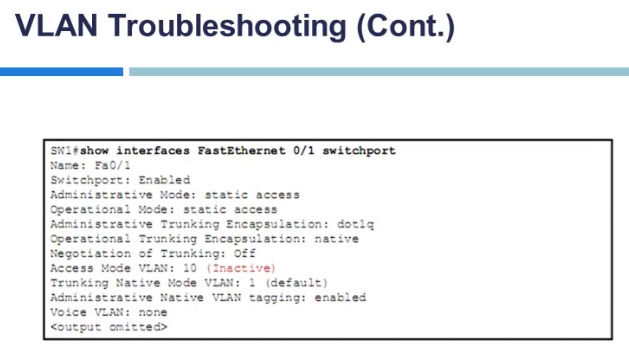 VLAN Troubleshooting (Cont.)
SW1#show interfaces FastEthernet 0/1 switchport
Name: Fa0/1
Switchport: Enabled
Administrative Mode: static access
Operational Mode: static access
Administrative Trunking Encapsulation: dot1q
Operational Trunking Encapsulation: native
Negotiation of Trunking: Off
Access Mode VLAN: 10 (Inactive)
Trunking Native Mode VLAN: 1 (default)
Administrative Native VLAN tagging: enabled
Voice VLAN: none
<output omitted>